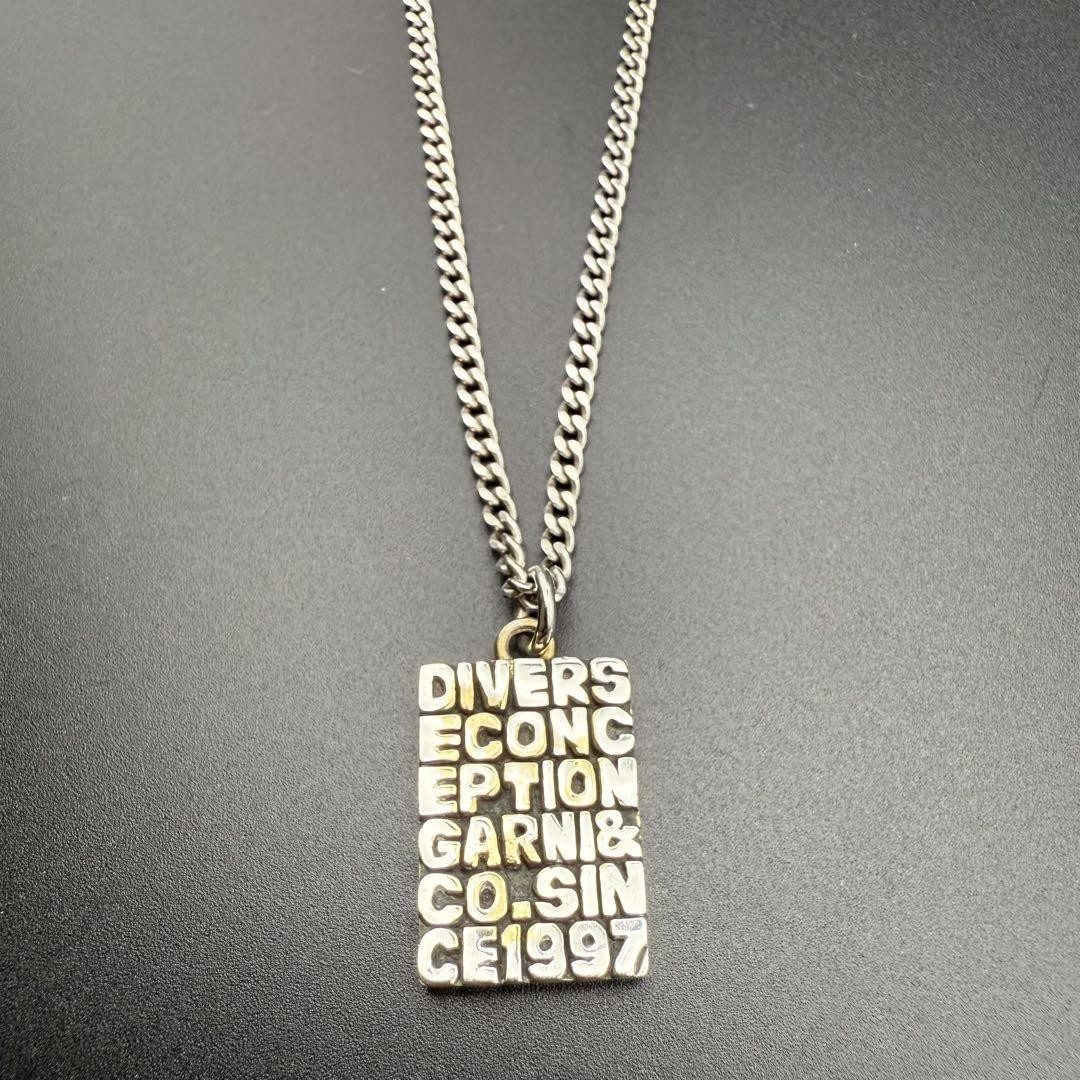 DIVERS
ECONC
EPTION
GARNI&
CO.SIN
CE1997